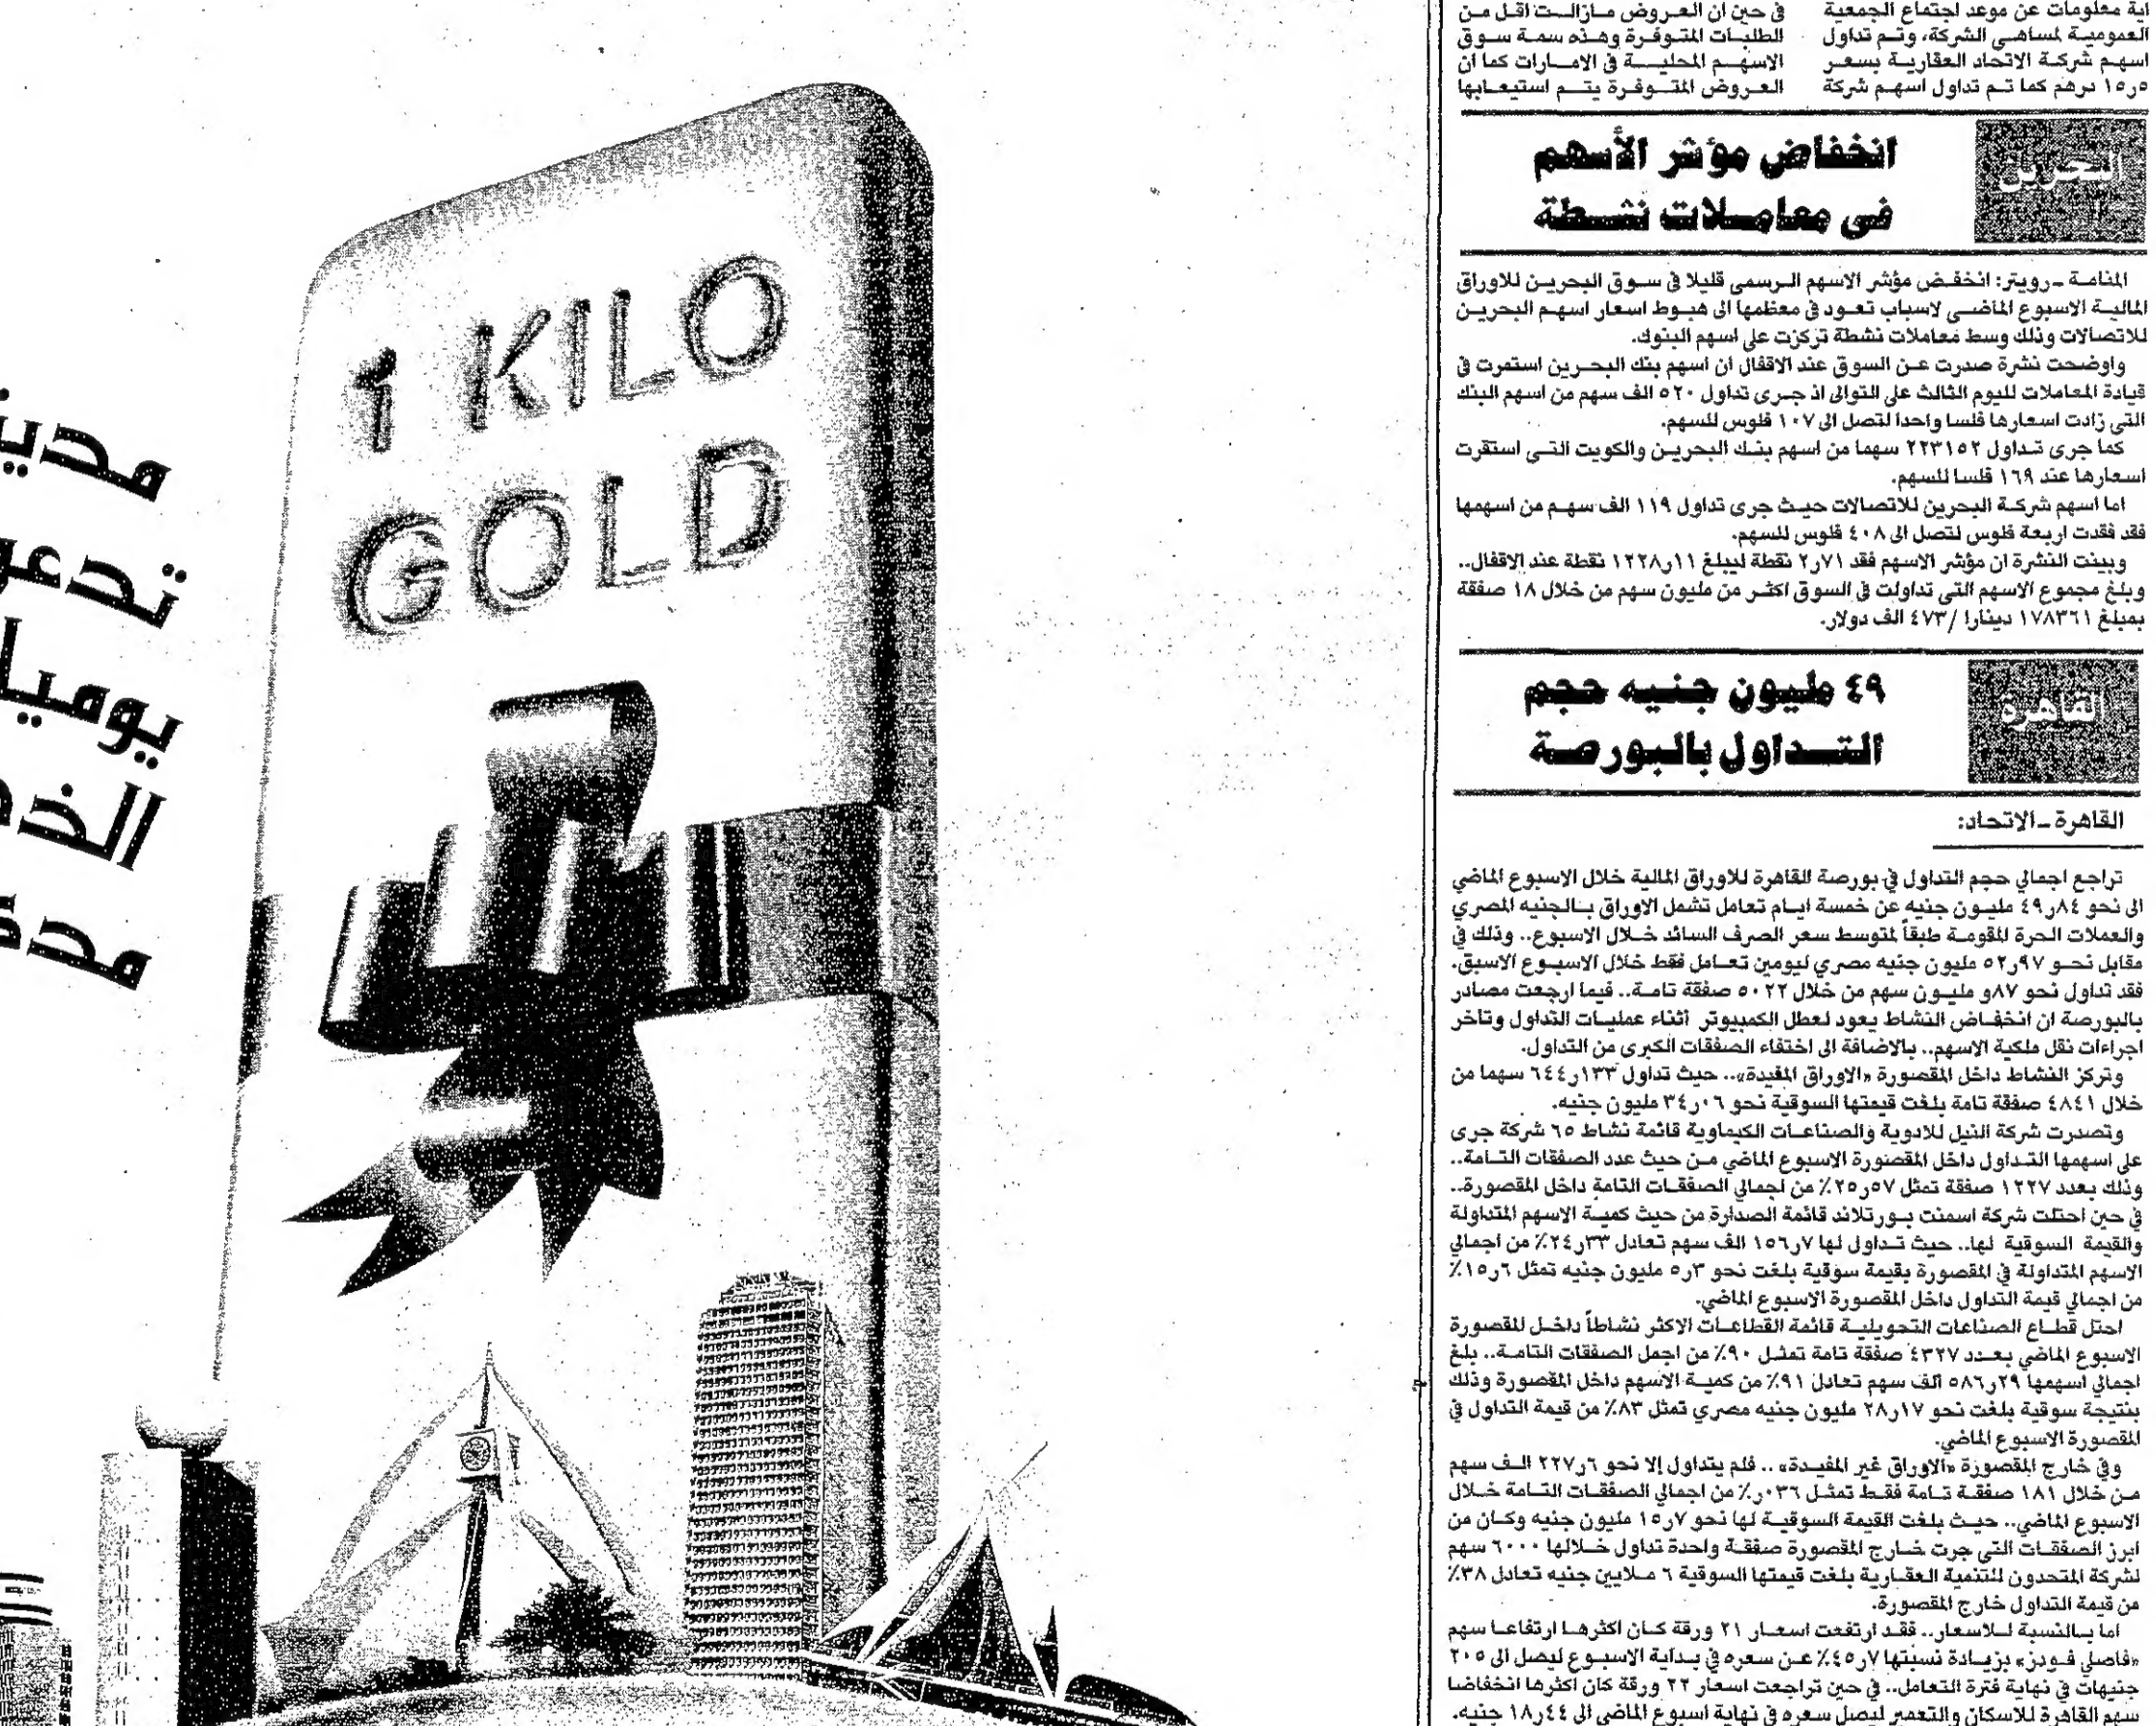 اية معلومات عن موعد اجتماع الجمعية
العمومية لمساهمى الشركة، وتم تداول
اسهم شركة الاتحاد العقارية بسعر
٥ر١٥ درهم كما تم تداول اسهم شركة
فى حين ان العروض مازالت اقل من
الطلبات المتوفرة وهذه سمة سوق
الاسهم المحلية فى الامارات كما ان
العروض المتوفرة يتم استيعابها
البحرين
انخفاض مؤشر الأسهم
فى معاملات نشطة
المنامة ـ رويتر: انخفض مؤشر الاسهم الرسمى قليلا فى سوق البحرين للاوراق
المالية الاسبوع الماضى لاسباب تعود فى معظمها الى هبوط اسعار اسهم البحرين
للاتصالات وذلك وسط معاملات نشطة تركزت على اسهم البنوك.
واوضحت نشرة صدرت عن السوق عند الاقفال ان اسهم بنك البحرين استمرت فى
قيادة المعاملات لليوم الثالث على التوالى اذ جرى تداول ٥٢٠ الف سهم من اسهم البنك
التى زادت اسعارها فلسا واحدا لتصل الى ١٠٧ فلوس للسهم.
كما جرى تداول ٢٢٣١٥٢ سهما من اسهم بنك البحرين والكويت التى استقرت
اسعارها عند ١٦٩ فلسا للسهم.
اما اسهم شركة البحرين للاتصالات حيث جرى تداول ١١٩ الف سهم من اسهمها
فقد فقدت اربعة فلوس لتصل الى ٤٠٨ فلوس للسهم.
وبينت النشرة ان مؤشر الاسهم فقد ٧١ر٢ نقطة ليبلغ ١١ر١٢٢٨ نقطة عند الاقفال..
وبلغ مجموع الاسهم التى تداولت فى السوق اكثر من مليون سهم من خلال ١٨ صفقة
بمبلغ ١٧٨٣٦١ دينارا /٤٧٣ الف دولار.
القاهرة
٤٩ مليون جنيه حجم
التداول بالبورصة
القاهرة ـ الاتحاد:
تراجع اجمالي حجم التداول في بورصة القاهرة للاوراق المالية خلال الاسبوع الماضي
الى نحو ٨٤ر٤٩ مليون جنيه عن خمسة ايام تعامل تشمل الاوراق بالجنيه المصري
والعملات الحرة المقومة طبقاً لمتوسط سعر الصرف السائد خلال الاسبوع.. وذلك في
مقابل نحو ٩٧ر٥٢ مليون جنيه مصري ليومين تعامل فقط خلال الاسبوع الاسبق.
فقد تداول نحو ٨٧و مليون سهم من خلال ٥٠٢٢ صفقة تامة.. فيما ارجعت مصادر
بالبورصة ان انخفاض النشاط يعود لعطل الكمبيوتر أثناء عمليات التداول وتأخر
اجراءات نقل ملكية الاسهم.. بالاضافة الى اختفاء الصفقات الكبرى من التداول.
وتركز النشاط داخل المقصورة «الاوراق المقيدة».. حيث تداول ١٣٣ر٦٤٤ سهما من
خلال ٤٨٤١ صفقة تامة بلغت قيمتها السوقية نحو ٠٦ر٣٤ مليون جنيه.
وتصدرت شركة النيل للادوية والصناعات الكيماوية قائمة نشاط ٦٥ شركة جرى
على اسهمها التداول داخل المقصورة الاسبوع الماضي من حيث عدد الصفقات التامة..
وذلك بعدد ١٢٢٧ صفقة تمثل ٥٧ر٢٥٪ من اجمالي الصفقات التامة داخل المقصورة..
في حين احتلت شركة اسمنت بورتلاند قائمة الصدارة من حيث كمية الاسهم المتداولة
والقيمة السوقية لها.. حيث تداول لها ٧ر١٥٦ الف سهم تعادل ٣٣ر٢٤٪ من اجمالي
الاسهم المتداولة في المقصورة بقيمة سوقية بلغت نحو ٣ر٥ مليون جنيه تمثل ٦ر١٥٪
من اجمالي قيمة التداول داخل المقصورة الاسبوع الماضي.
احتل قطاع الصناعات التحويلية قائمة القطاعات الاكثر نشاطاً داخل المقصورة
الاسبوع الماضي بعدد ٤٣٢٧ صفقة تامة تمثل ٩٠٪ من اجمل الصفقات التامة.. بلغ
اجمالي اسهمها ٢٩ر٥٨٦ الف سهم تعادل ٩١٪ من كمية الاسهم داخل المقصورة وذلك
بنتيجة سوقية بلغت نحو ١٧ر٢٨ مليون جنيه مصري تمثل ٨٣٪ من قيمة التداول في
المقصورة الاسبوع الماضي.
وفي خارج المقصورة «الاوراق غير المقيدة».. فلم يتداول إلا نحو ٦ر٢٢٧ الف سهم
من خلال ١٨١ صفقة تامة فقط تمثل ٠٣٦ر٪ من اجمالي الصفقات التامة خلال
الاسبوع الماضي.. حيث بلغت القيمة السوقية لها نحو ٧ر١٥ مليون جنيه وكان من
ابرز الصفقات التي جرت خارج المقصورة صفقة واحدة تداول خلالها ٦٠٠٠ سهم
لشركة المتحدون للتنمية العقارية بلغت قيمتها السوقية ٦ ملايين جنيه تعادل ٣٨٪
من قيمة التداول خارج المقصورة.
اما بالنسبة للاسعار.. فقد ارتفعت اسعار ٢١ ورقة كان اكثرها ارتفاعا سهم
«فاصلى فودز» بزيادة نسبتها ٧ر٤٥٪ عن سعره في بداية الاسبوع ليصل الى ٢٠٥
جنيهات في نهاية فترة التعامل.. في حين تراجعت اسعار ٢٢ ورقة كان اكثرها انخفاضا
سهم القاهرة للاسكان والتعمير ليصل سعره في نهاية اسبوع الماضي الى ٤٤ر١٨ جنيه.
1 KILO
GOLD
يوميا